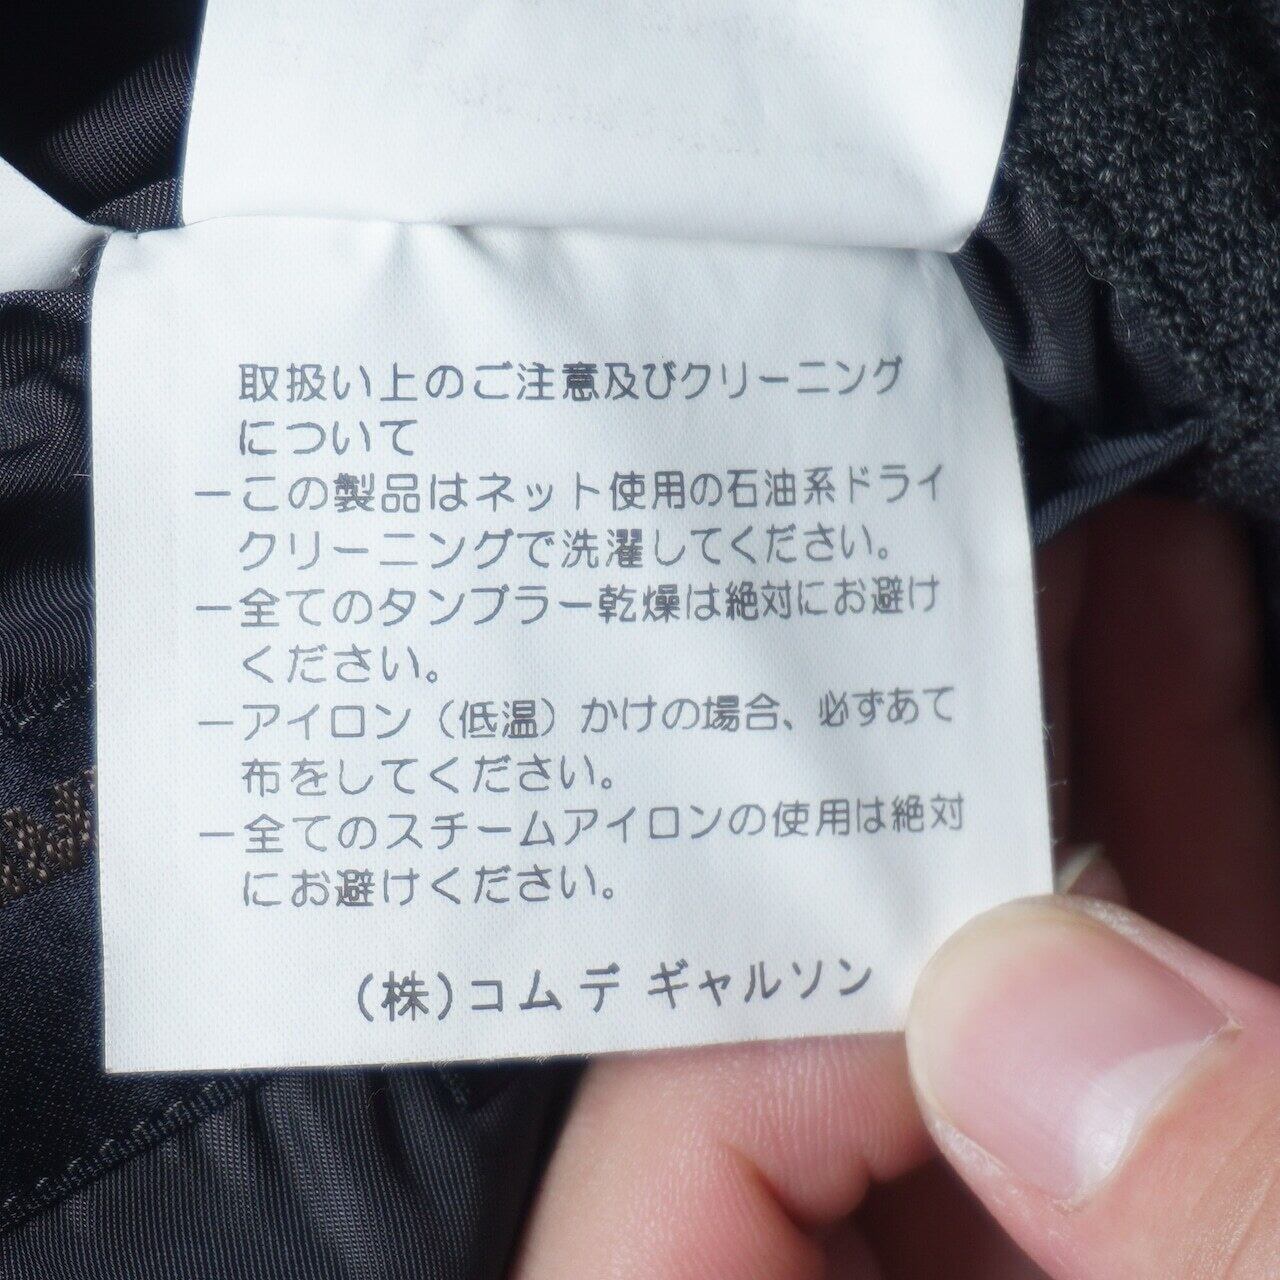 取扱い上のご注意及びクリーニング
について
ーこの製品はネット使用の石油系ドライ
クリーニングで洗濯してください。
ー全てのタンブラー乾燥は絶対にお避け
ください。
ーアイロン（低温）かけの場合、必ずあて
布をしてください。
ー全てのスチームアイロンの使用は絶対
にお避けください。
(株)コム デ ギャルソン